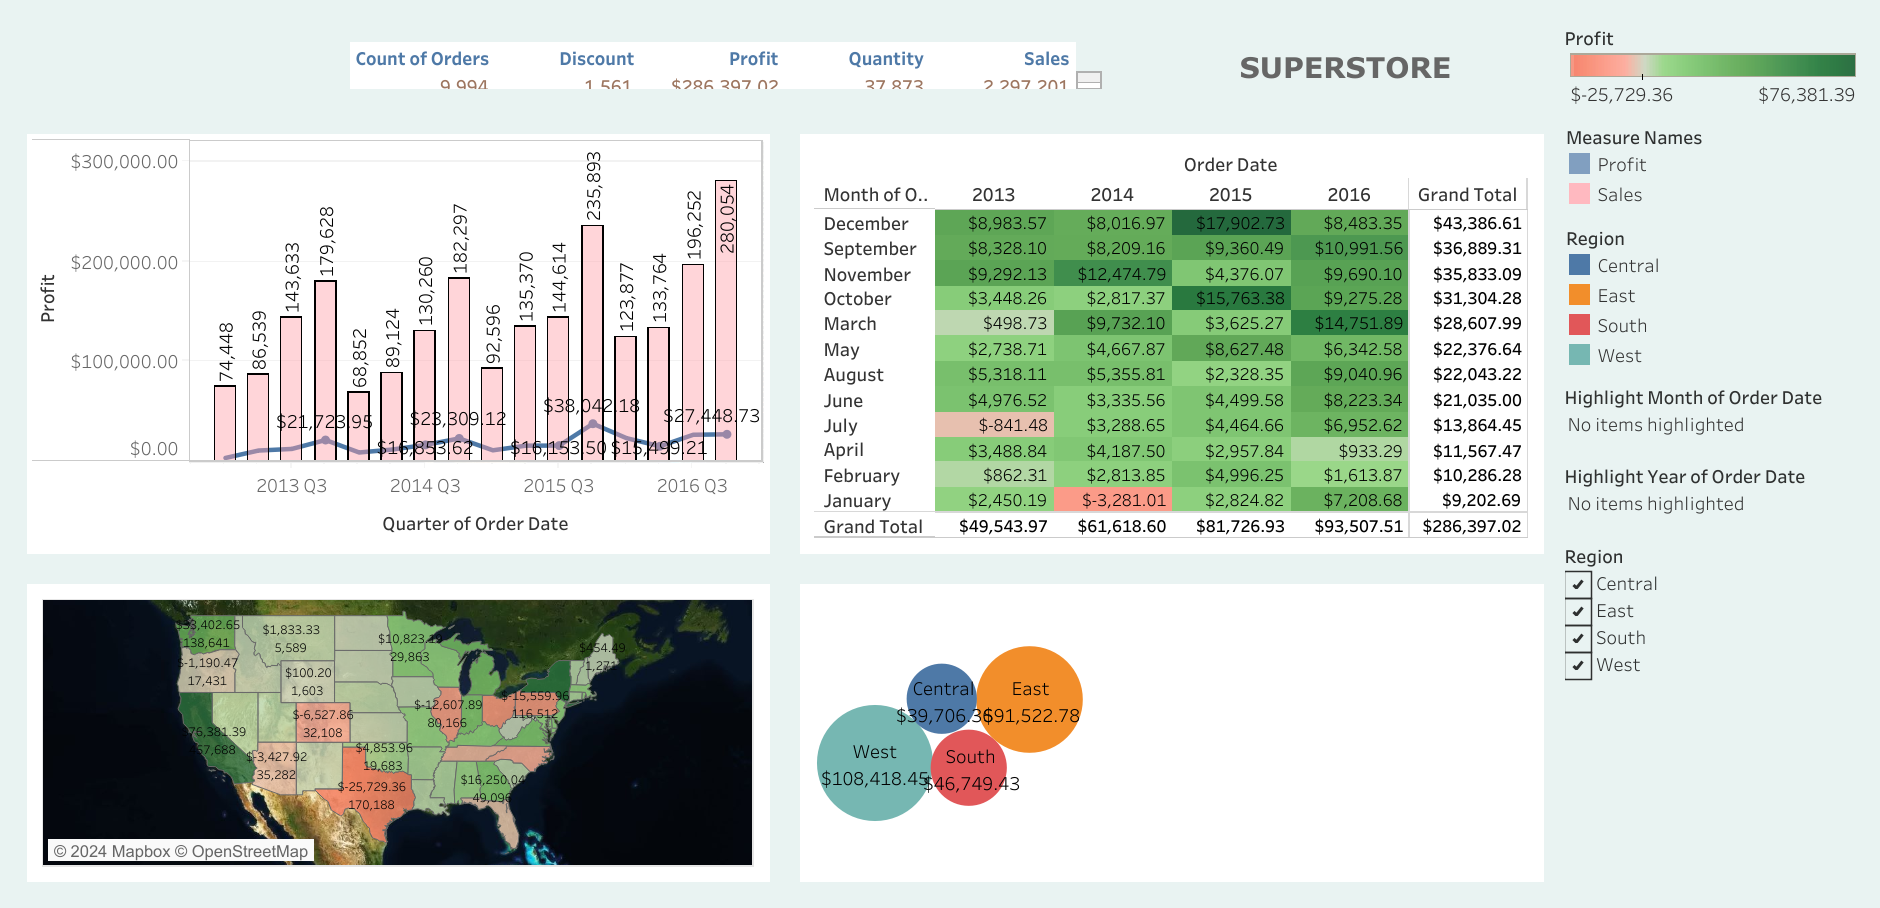 Count of Orders Discount Profit Quantity Sales
9,994 1,561 $286,397.02 37,873 2,297,201
SUPERSTORE
Profit
$-25,729.36 $76,381.39
Measure Names
Profit
Sales
Region
Central
East
South
West
Highlight Month of Order Date
No items highlighted
Highlight Year of Order Date
No items highlighted
Region
Central
East
South
West
Profit
$300,000.00
$200,000.00
$100,000.00
$0.00
74,448
86,539
143,633
179,628
68,852
89,124
130,260
182,297
92,596
135,370
144,614
235,893
123,877
133,764
196,252
280,054
$21,723.95
$16,853.62
$23,309.12
$16,153.50
$38,042.18
$15,499.21
$27,448.73
2013 Q3 2014 Q3 2015 Q3 2016 Q3
Quarter of Order Date
Order Date
Month of O.. 2013 2014 2015 2016 Grand Total
December $8,983.57 $8,016.97 $17,902.73 $8,483.35 $43,386.61
September $8,328.10 $8,209.16 $9,360.49 $10,991.56 $36,889.31
November $9,292.13 $12,474.79 $4,376.07 $9,690.10 $35,833.09
October $3,448.26 $2,817.37 $15,763.38 $9,275.28 $31,304.28
March $498.73 $9,732.10 $3,625.27 $14,751.89 $28,607.99
May $2,738.71 $4,667.87 $8,627.48 $6,342.58 $22,376.64
August $5,318.11 $5,355.81 $2,328.35 $9,040.96 $22,043.22
June $4,976.52 $3,335.56 $4,499.58 $8,223.34 $21,035.00
July $-841.48 $3,288.65 $4,464.66 $6,952.62 $13,864.45
April $3,488.84 $4,187.50 $2,957.84 $933.29 $11,567.47
February $862.31 $2,813.85 $4,996.25 $1,613.87 $10,286.28
January $2,450.19 $-3,281.01 $2,824.82 $7,208.68 $9,202.69
Grand Total $49,543.97 $61,618.60 $81,726.93 $93,507.51 $286,397.02
$33,402.65
138,641
$1,833.33
5,589
$10,823.19
29,863
$454.49
1,271
$-1,190.47
17,431
$100.20
1,603
$-12,607.89
80,166
$-15,559.96
116,512
$-6,527.86
32,108
$76,381.39
457,688
$-3,427.92
35,282
$4,853.96
19,683
$-25,729.36
170,188
$16,250.04
49,096
© 2024 Mapbox © OpenStreetMap
Central
$39,706.36
East
$91,522.78
West
$108,418.45
South
$46,749.43